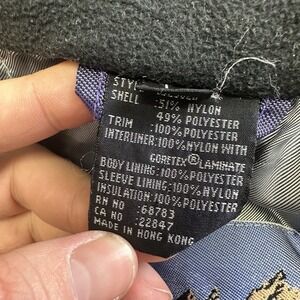 STYLE
SHELL :51% NYLON
49% POLYESTER
TRIM :100% POLYESTER
INTERLINER:100% NYLON WITH
GORETEX® LAMINATE
BODY LINING:100% POLYESTER
SLEEVE LINING:100% NYLON
INSULATION:100% POLYESTER
RN NO :68783
CA NO :22847
MADE IN HONG KONG